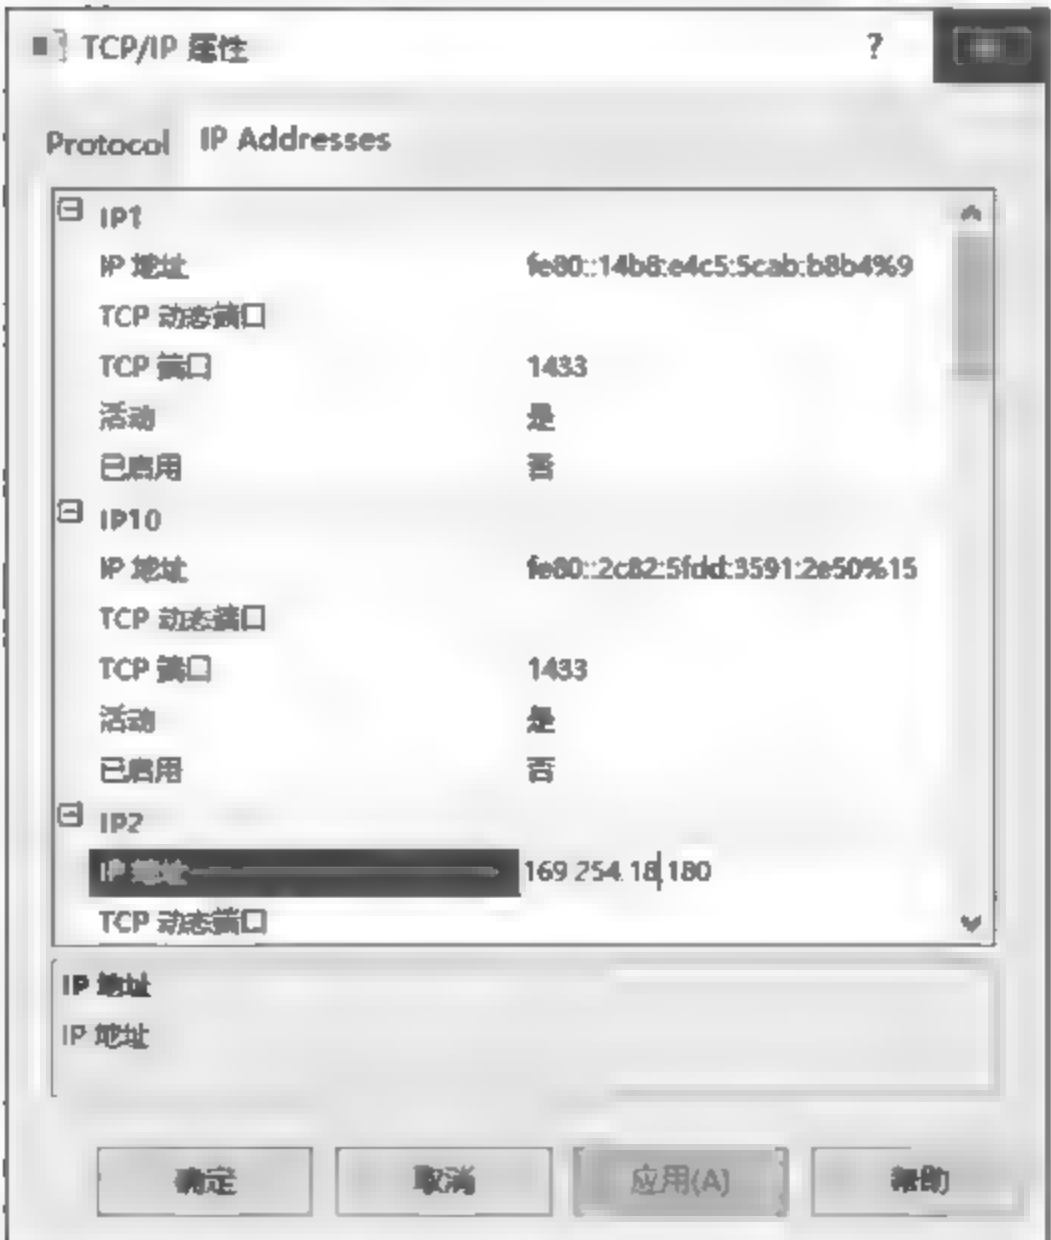 TCP/IP 属性 ?
Protocol IP Addresses
IP1
IP 地址 fe80::14b8:e4c5:5cab:b8b4%9
TCP 动态端口
TCP 端口 1433
活动 是
已启用 否
IP10
IP 地址 fe80::2c82:5fdd:3591:2e50%15
TCP 动态端口
TCP 端口 1433
活动 是
已启用 否
IP2
IP 地址 169.254.18.180
TCP 动态端口
IP 地址
IP 地址
确定 取消 应用(A) 帮助